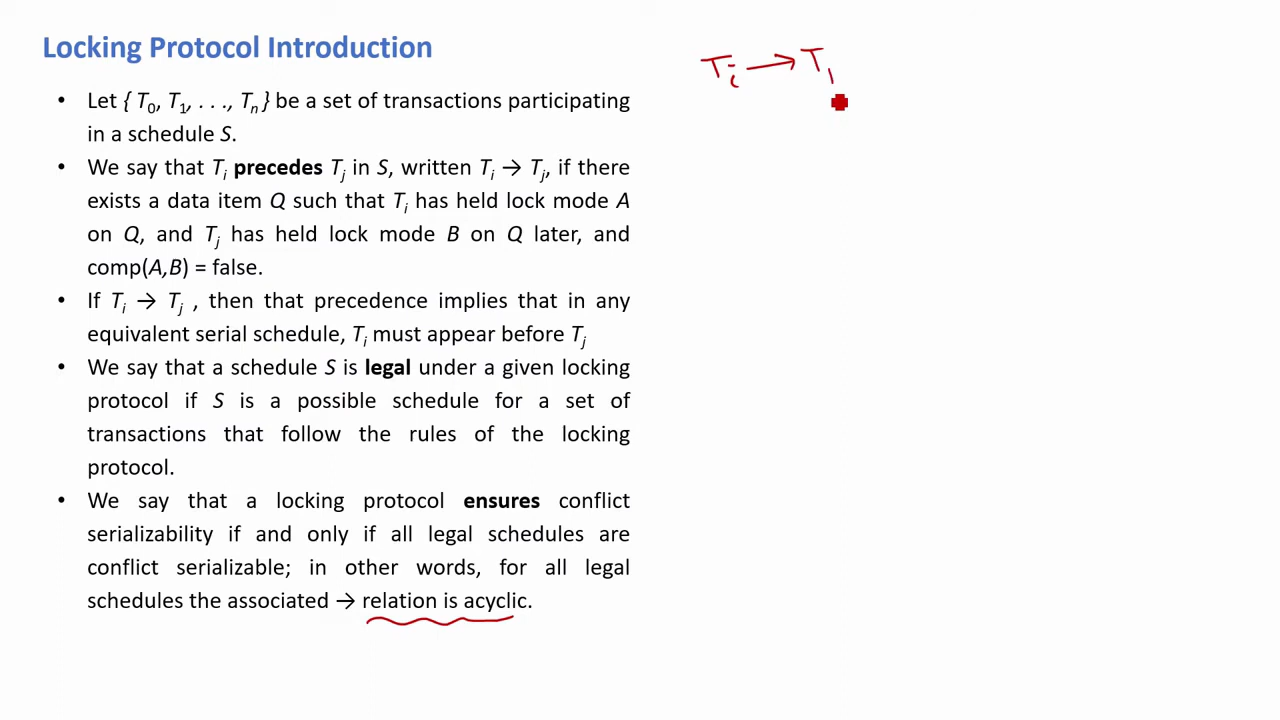 Locking Protocol Introduction
• Let { T0, T1, . . ., Tn } be a set of transactions participating
in a schedule S.
• We say that Ti precedes Tj in S, written Ti → Tj, if there
exists a data item Q such that Ti has held lock mode A
on Q, and Tj has held lock mode B on Q later, and
comp(A,B) = false.
• If Ti → Tj , then that precedence implies that in any
equivalent serial schedule, Ti must appear before Tj
• We say that a schedule S is legal under a given locking
protocol if S is a possible schedule for a set of
transactions that follow the rules of the locking
protocol.
• We say that a locking protocol ensures conflict
serializability if and only if all legal schedules are
conflict serializable; in other words, for all legal
schedules the associated → relation is acyclic.
Ti → T